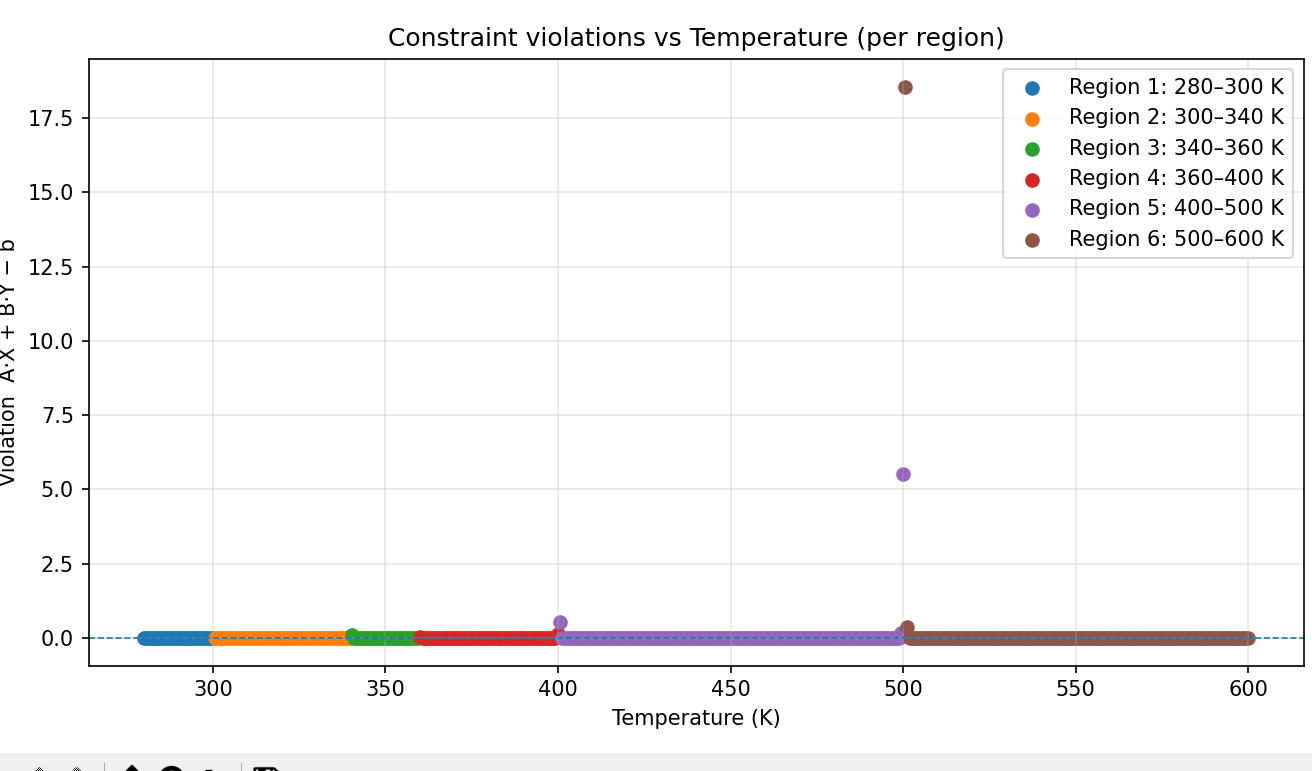 Constraint violations vs Temperature (per region)
Violation A·X + B·Y − b
17.5
15.0
12.5
10.0
7.5
5.0
2.5
0.0
Region 1: 280–300 K
Region 2: 300–340 K
Region 3: 340–360 K
Region 4: 360–400 K
Region 5: 400–500 K
Region 6: 500–600 K
300
350
400
450
500
550
600
Temperature (K)